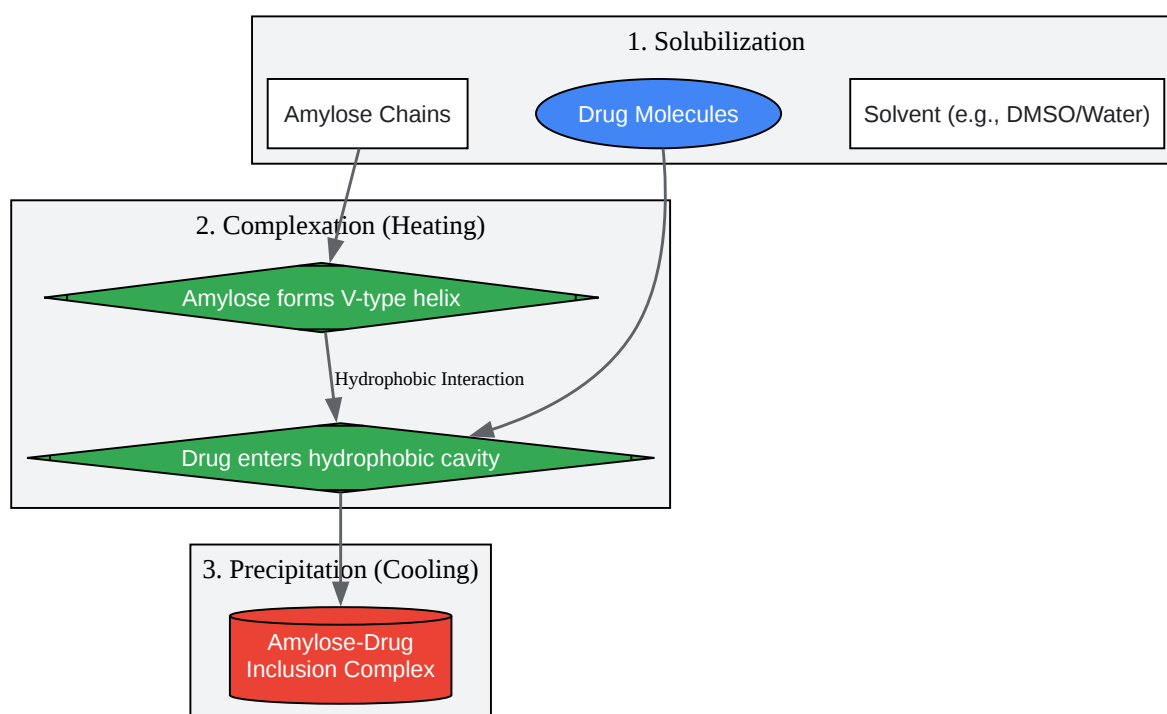 1. Solubilization
Amylose Chains
Drug Molecules
Solvent (e.g., DMSO/Water)
2. Complexation (Heating)
Amylose forms V-type helix
Hydrophobic Interaction
Drug enters hydrophobic cavity
3. Precipitation (Cooling)
Amylose-Drug
Inclusion Complex